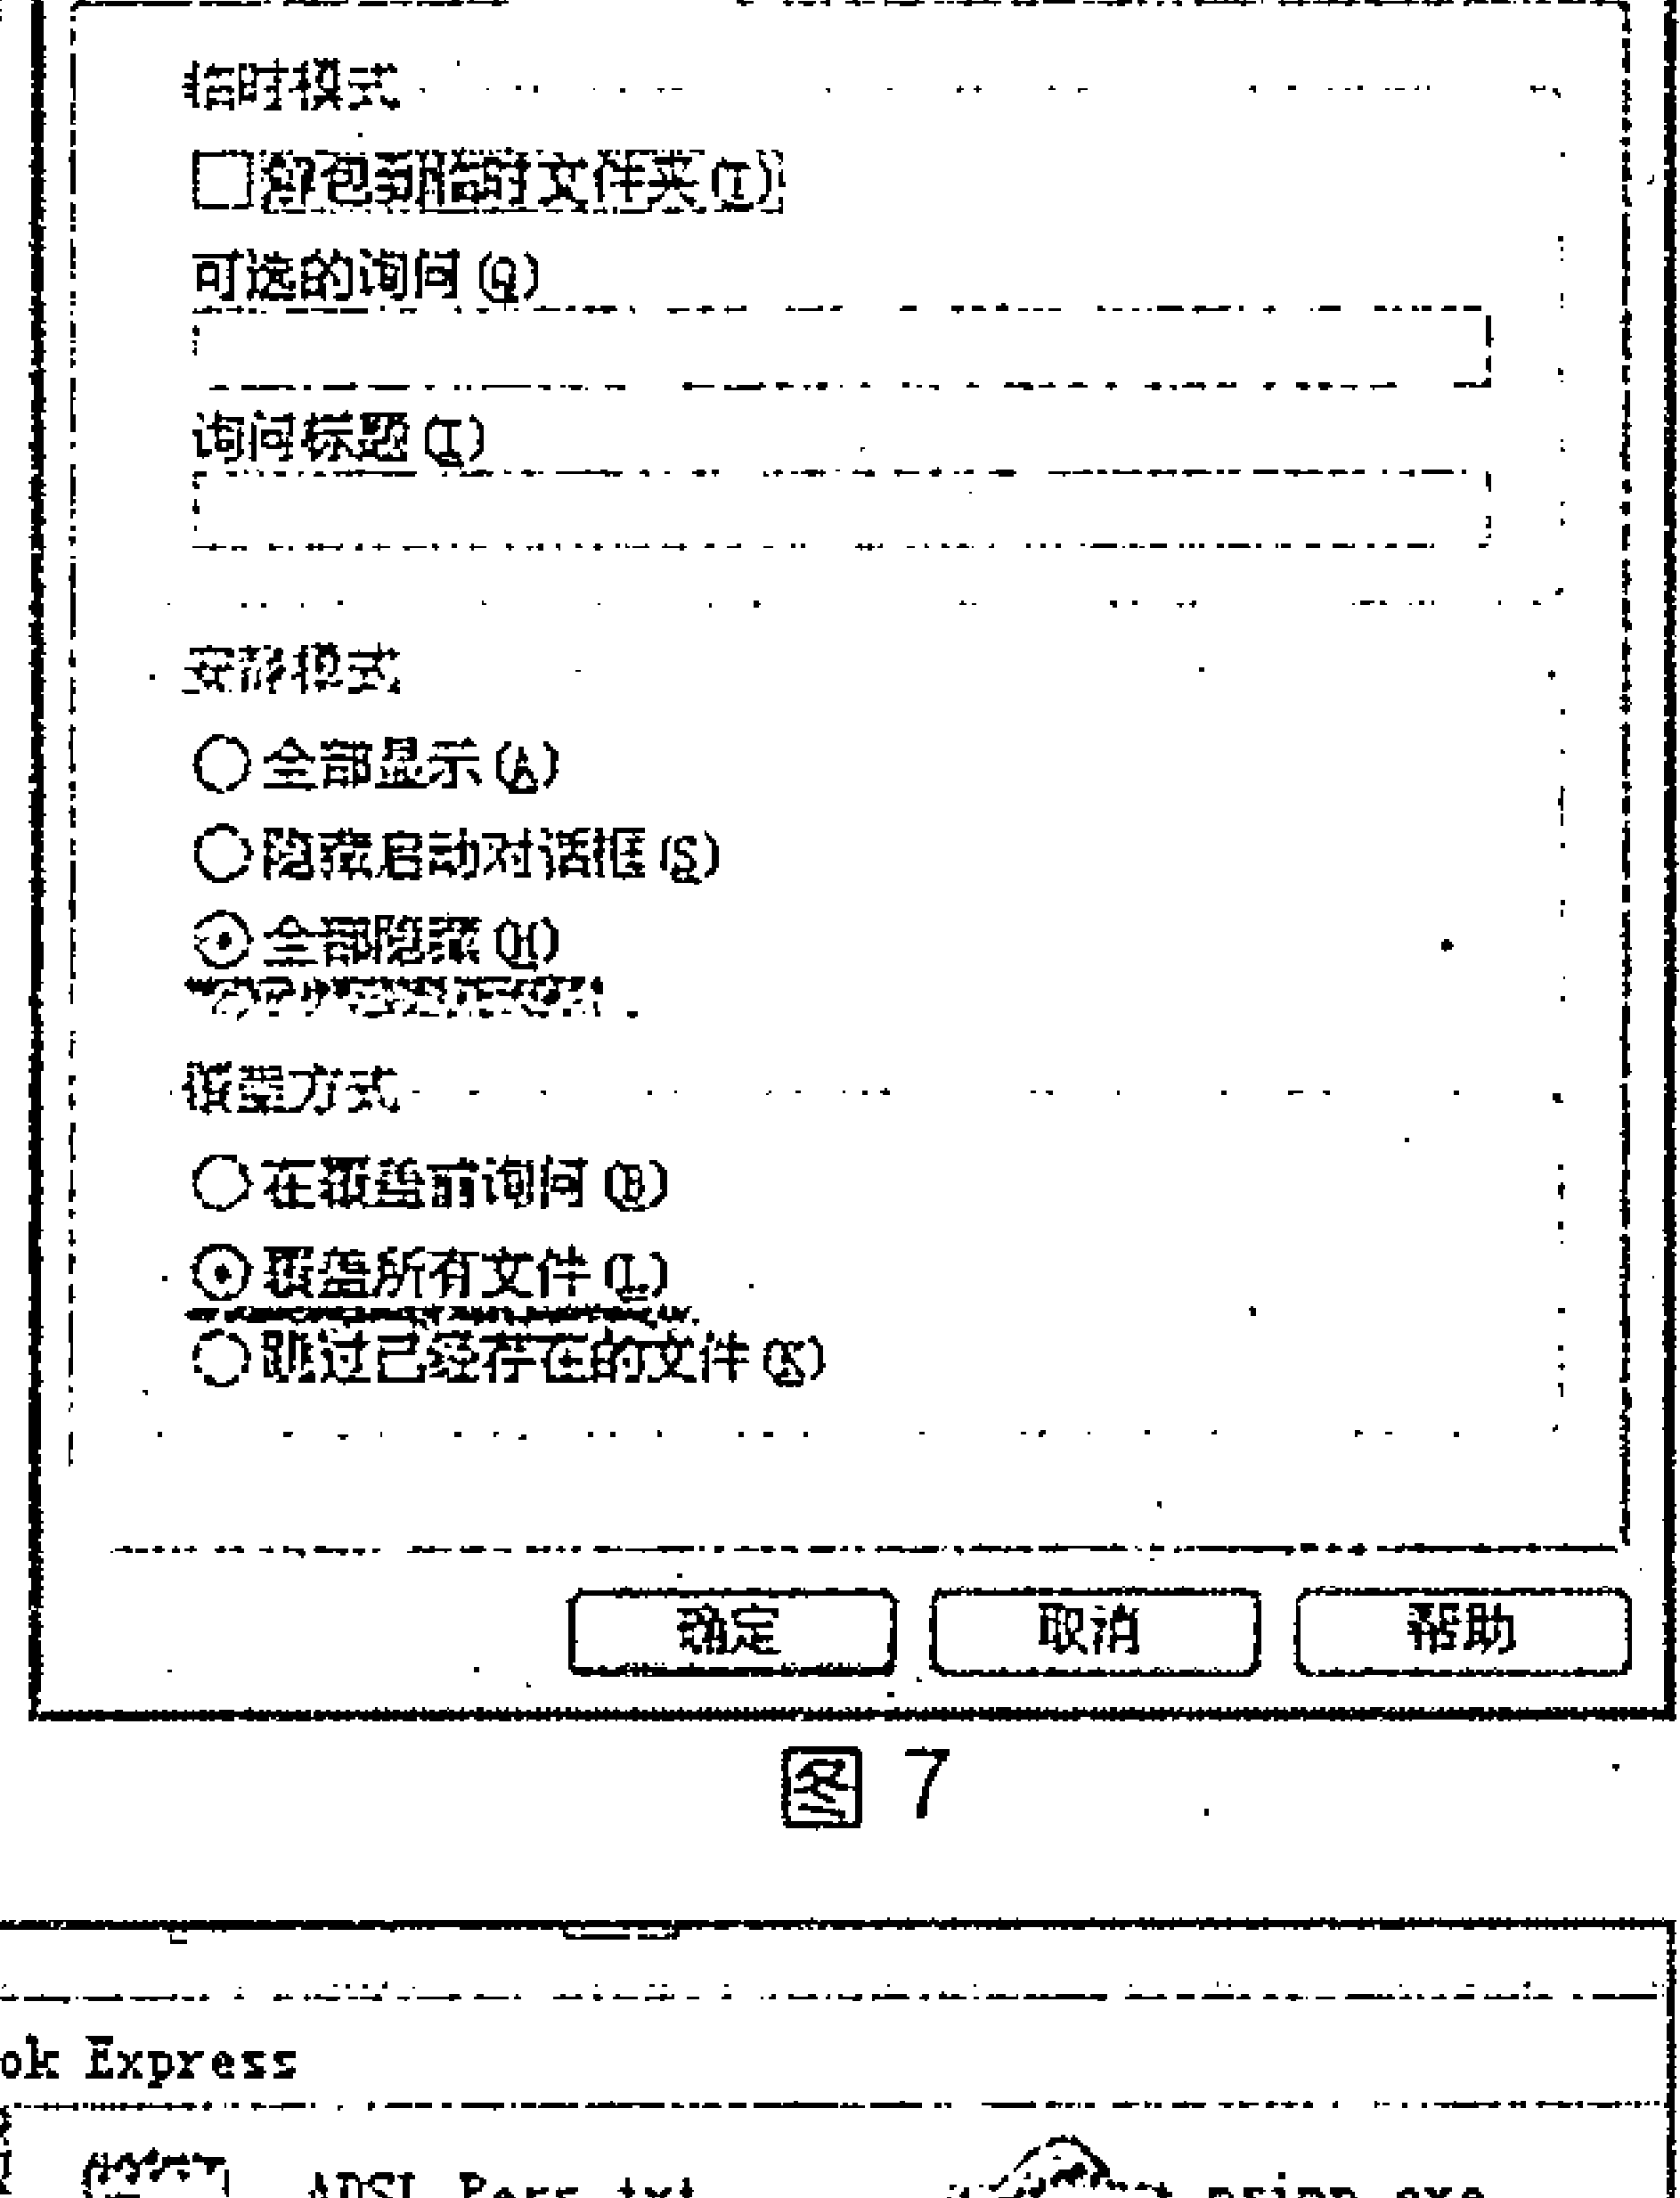 临时模式
解包到临时文件夹(T)
可选的询问(Q)
询问标题(T)
安静模式
全部显示(A)
隐藏启动对话框(S)
全部隐藏(H)
覆盖方式
在覆盖前询问(B)
覆盖所有文件(L)
跳过已经存在的文件(K)
确定 取消 帮助
图 7
ok Express
ADSL Pass.txt